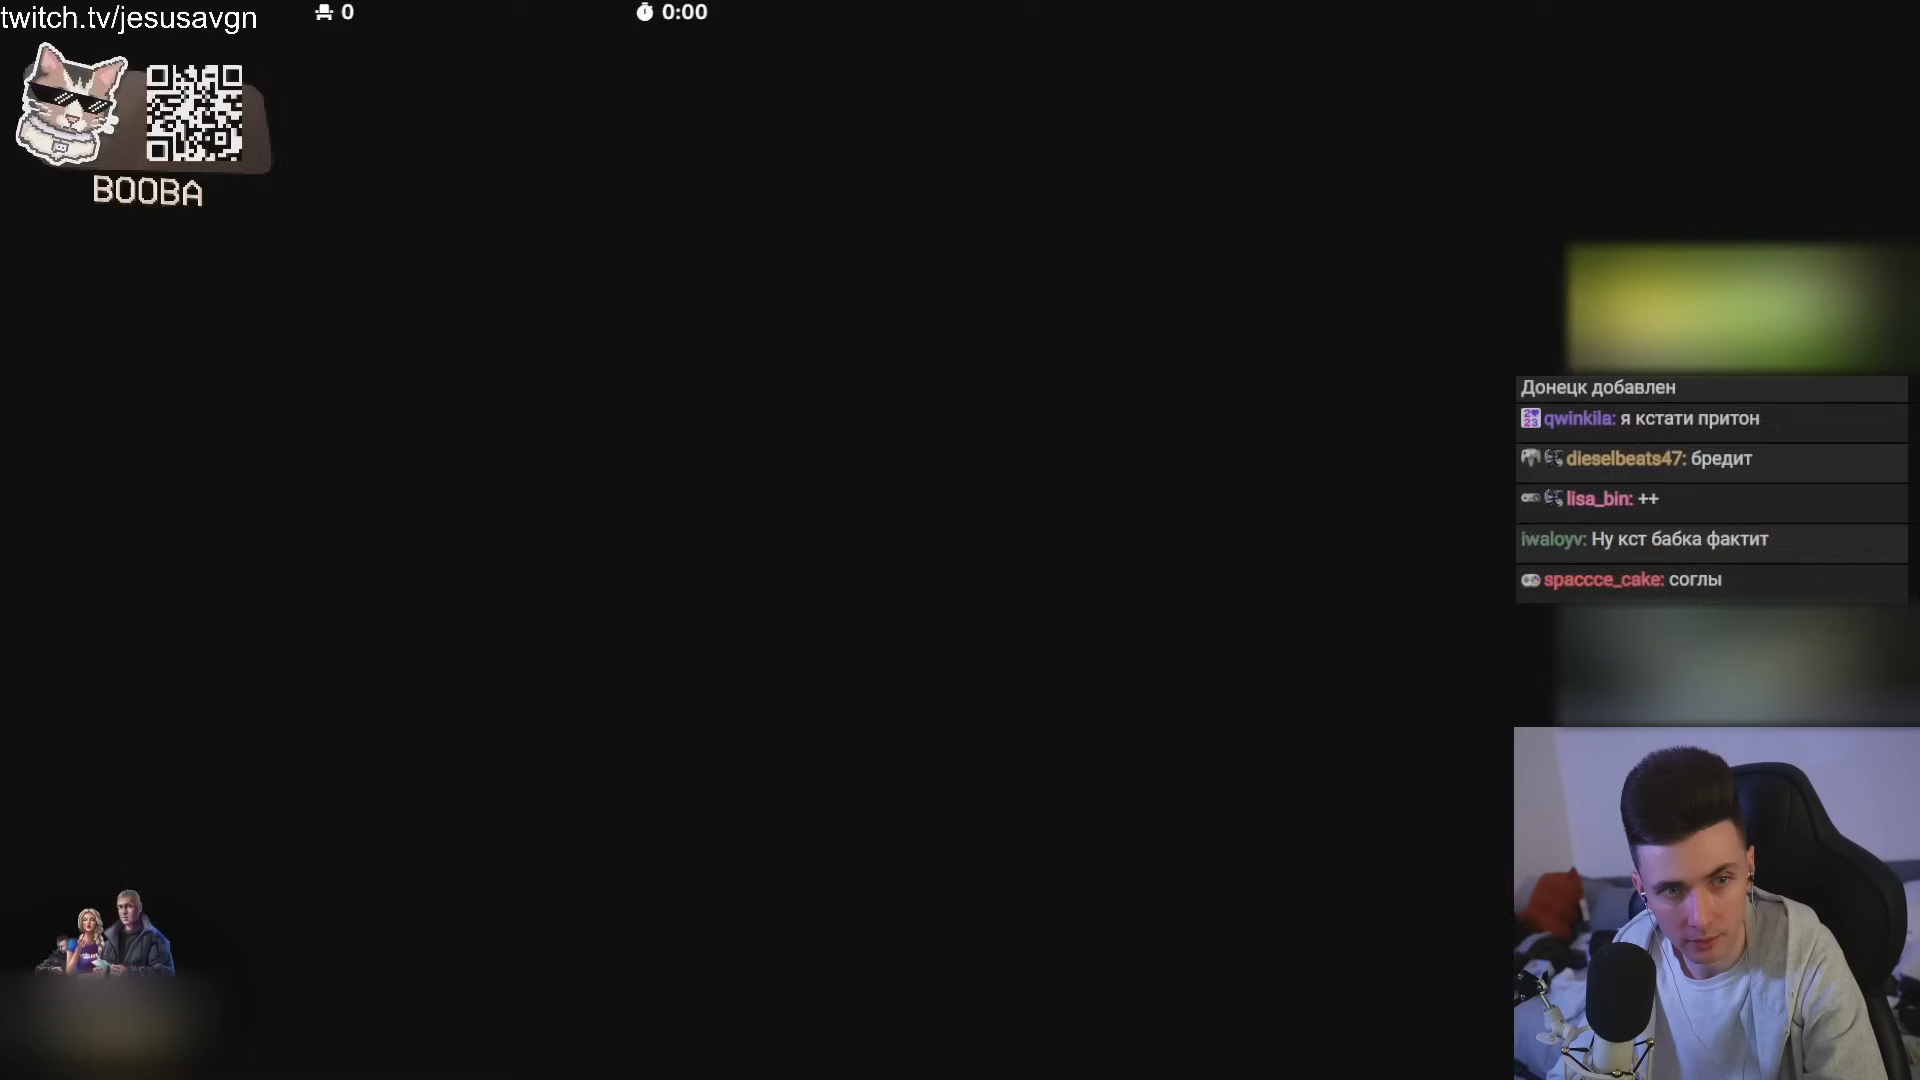 twitch.tv/jesusavgn
0
0:00
BOOBA
Донецк добавлен
qwinkila: я кстати притон
dieselbeats47: бредит
lisa_bin: ++
iwaloyv: Ну кст бабка фактит
spaccce_cake: соглы